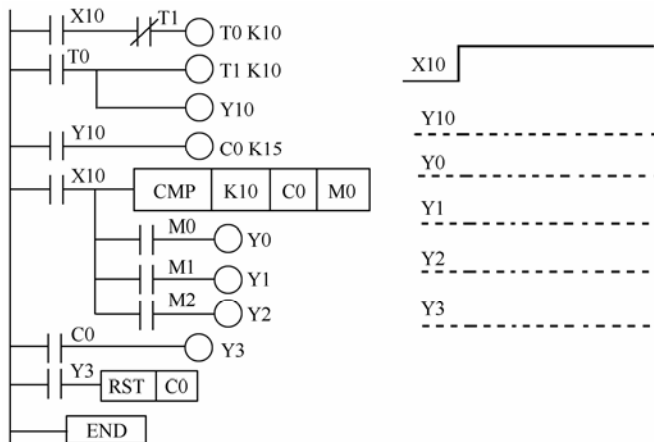 X10 T1 T0 K10
T0 T1 K10
Y10
Y10 C0 K15
X10 CMP K10 C0 M0
M0 Y0
M1 Y1
M2 Y2
C0 Y3
Y3 RST C0
END
X10
Y10
Y0
Y1
Y2
Y3